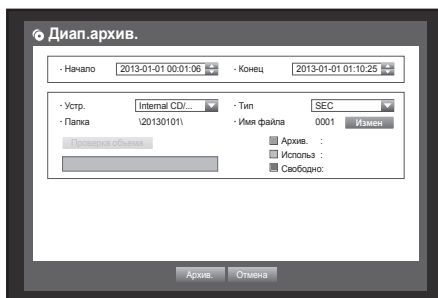 Диап.архив.
· Начало 2013-01-01 00:01:06 · Конец 2013-01-01 01:10:25
· Устр. Internal CD/... · Тип SEC
· Папка \20130101\ · Имя файла 0001 Измен
Проверка объема Архив. :
Использ :
Свободно:
Архив. Отмена